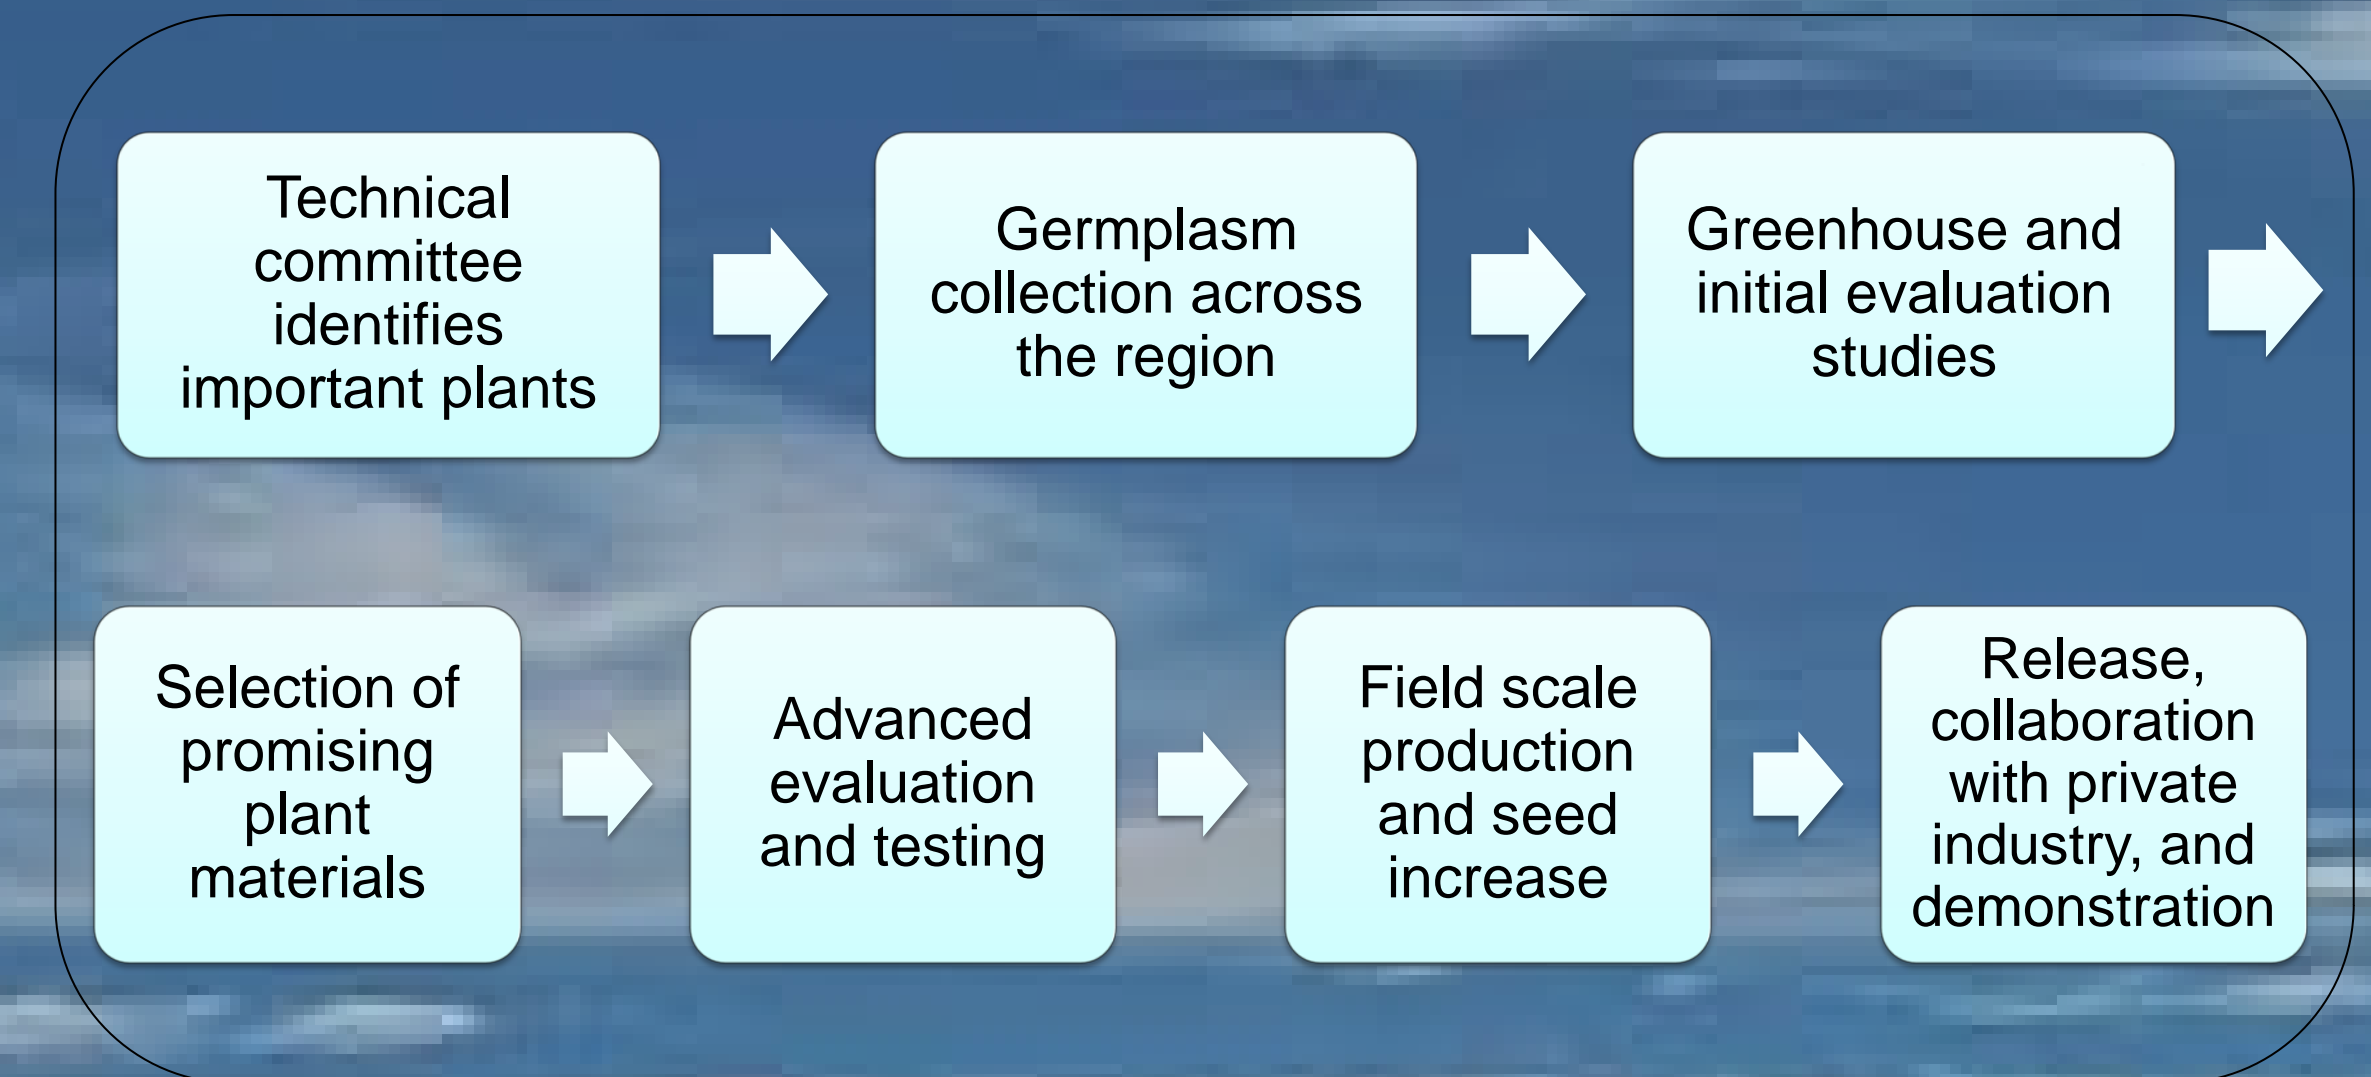 Technical
committee
identifies
important plants
Germplasm
collection across
the region
Greenhouse and
initial evaluation
studies
Selection of
promising
plant
materials
Advanced
evaluation
and testing
Field scale
production
and seed
increase
Release,
collaboration
with private
industry, and
demonstration